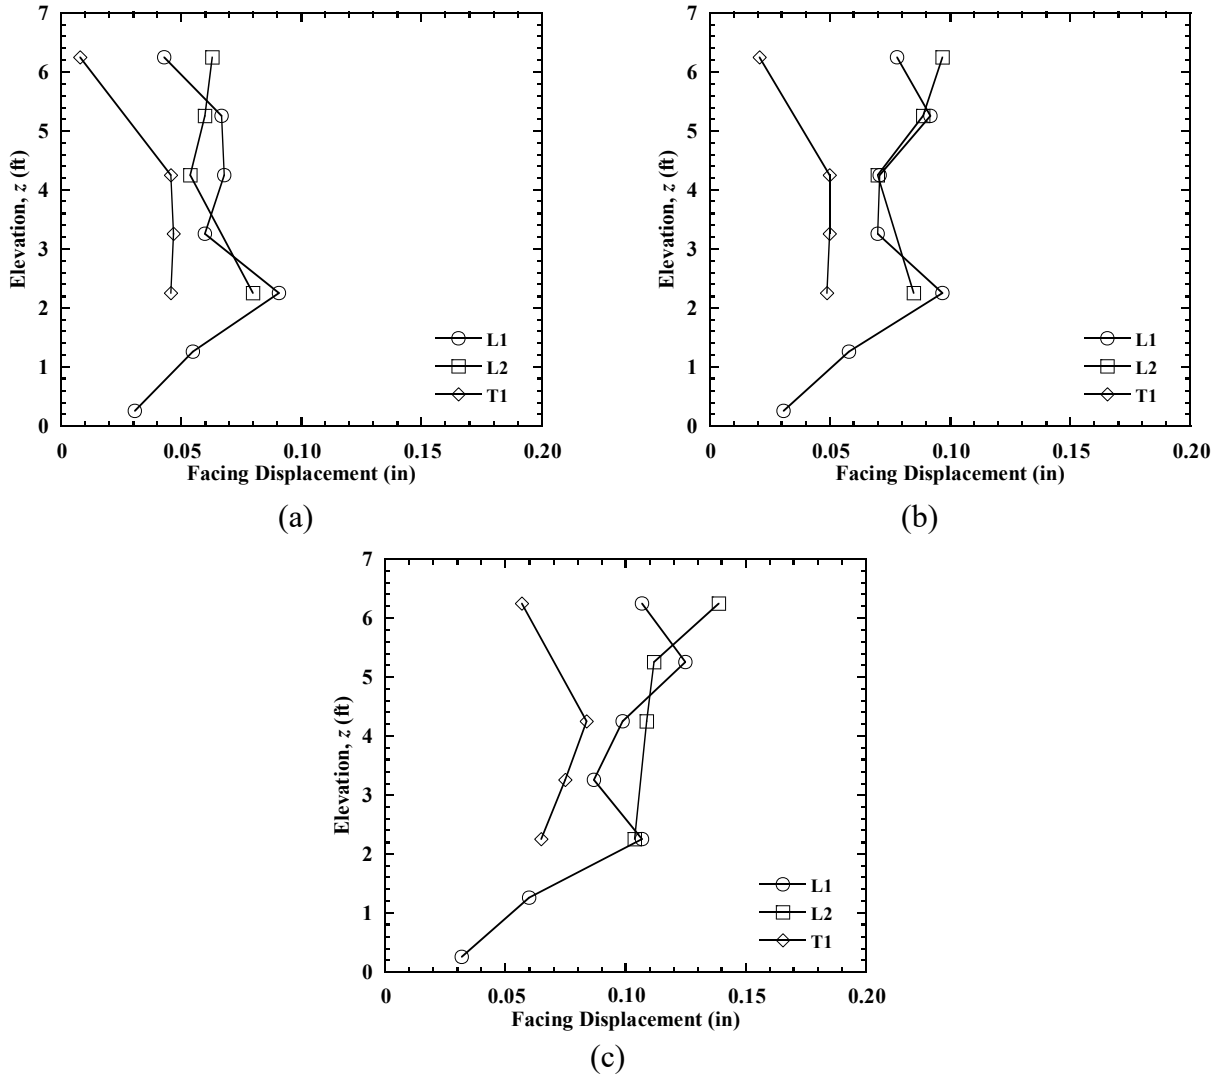 7
6
5
4
3
2
1
0
Elevation, z (ft)
0 0.05 0.10 0.15 0.20
Facing Displacement (in)
L1
L2
T1
(a)
7
6
5
4
3
2
1
0
Elevation, z (ft)
0 0.05 0.10 0.15 0.20
Facing Displacement (in)
L1
L2
T1
(b)
7
6
5
4
3
2
1
0
Elevation, z (ft)
0 0.05 0.10 0.15 0.20
Facing Displacement (in)
L1
L2
T1
(c)